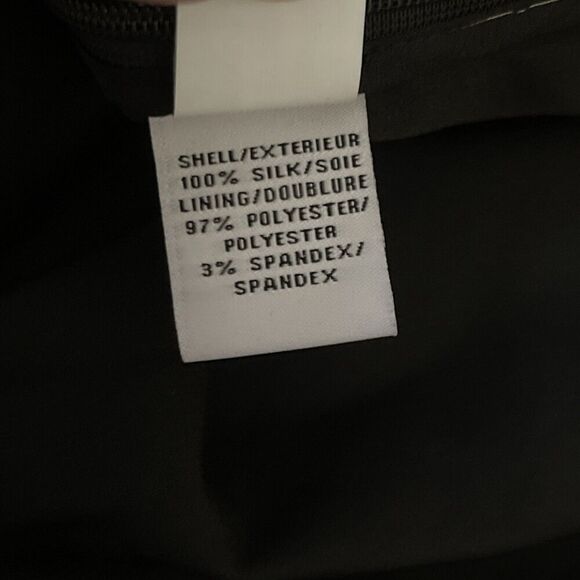 SHELL/EXTERIEUR
100% SILK/SOIE
LINING/DOUBLURE
97% POLYESTER/
POLYESTER
3% SPANDEX/
SPANDEX